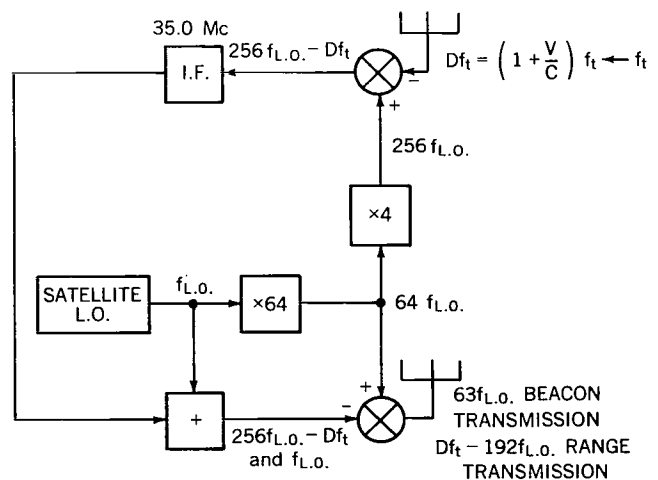 35.0 Mc
256 fL.O. - Dft
I.F.
Dft = ( 1 + V/C ) ft ← ft
-
+
256 fL.O.
×4
SATELLITE
L.O.
fL.O.
×64
64 fL.O.
+
-
+
256fL.O. - Dft
and fL.O.
63fL.O. BEACON
TRANSMISSION
Dft - 192fL.O. RANGE
TRANSMISSION